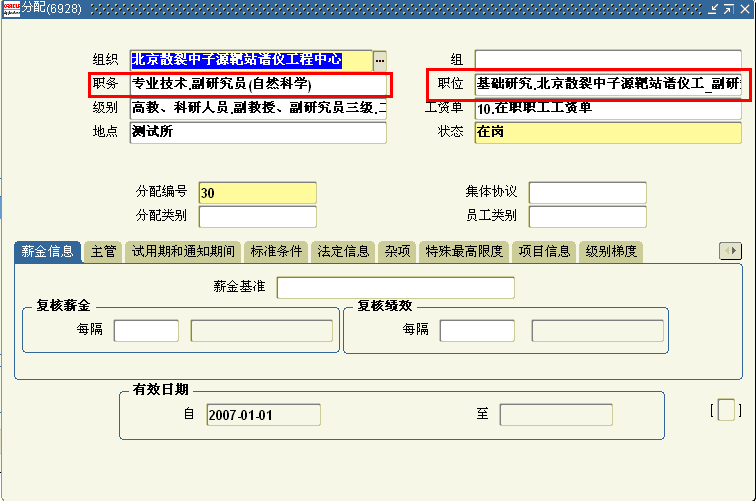 ORACLE 分配(6928)
组织 北京散裂中子源靶站谱仪工程中心 ... 组
职务 专业技术.副研究员(自然科学) 职位 基础研究.北京散裂中子源靶站谱仪工_副研
级别 高教、科研人员.副教授、副研究员三级. 工资单 10.在职职工工资单
地点 测试所 状态 在岗
分配编号 30 集体协议
分配类别 员工类别
薪金信息 主管 试用期和通知期间 标准条件 法定信息 杂项 特殊最高限度 项目信息 级别梯度
薪金基准
复核薪金 复核绩效
每隔 每隔
有效日期
自 2007-01-01 至 [ ]